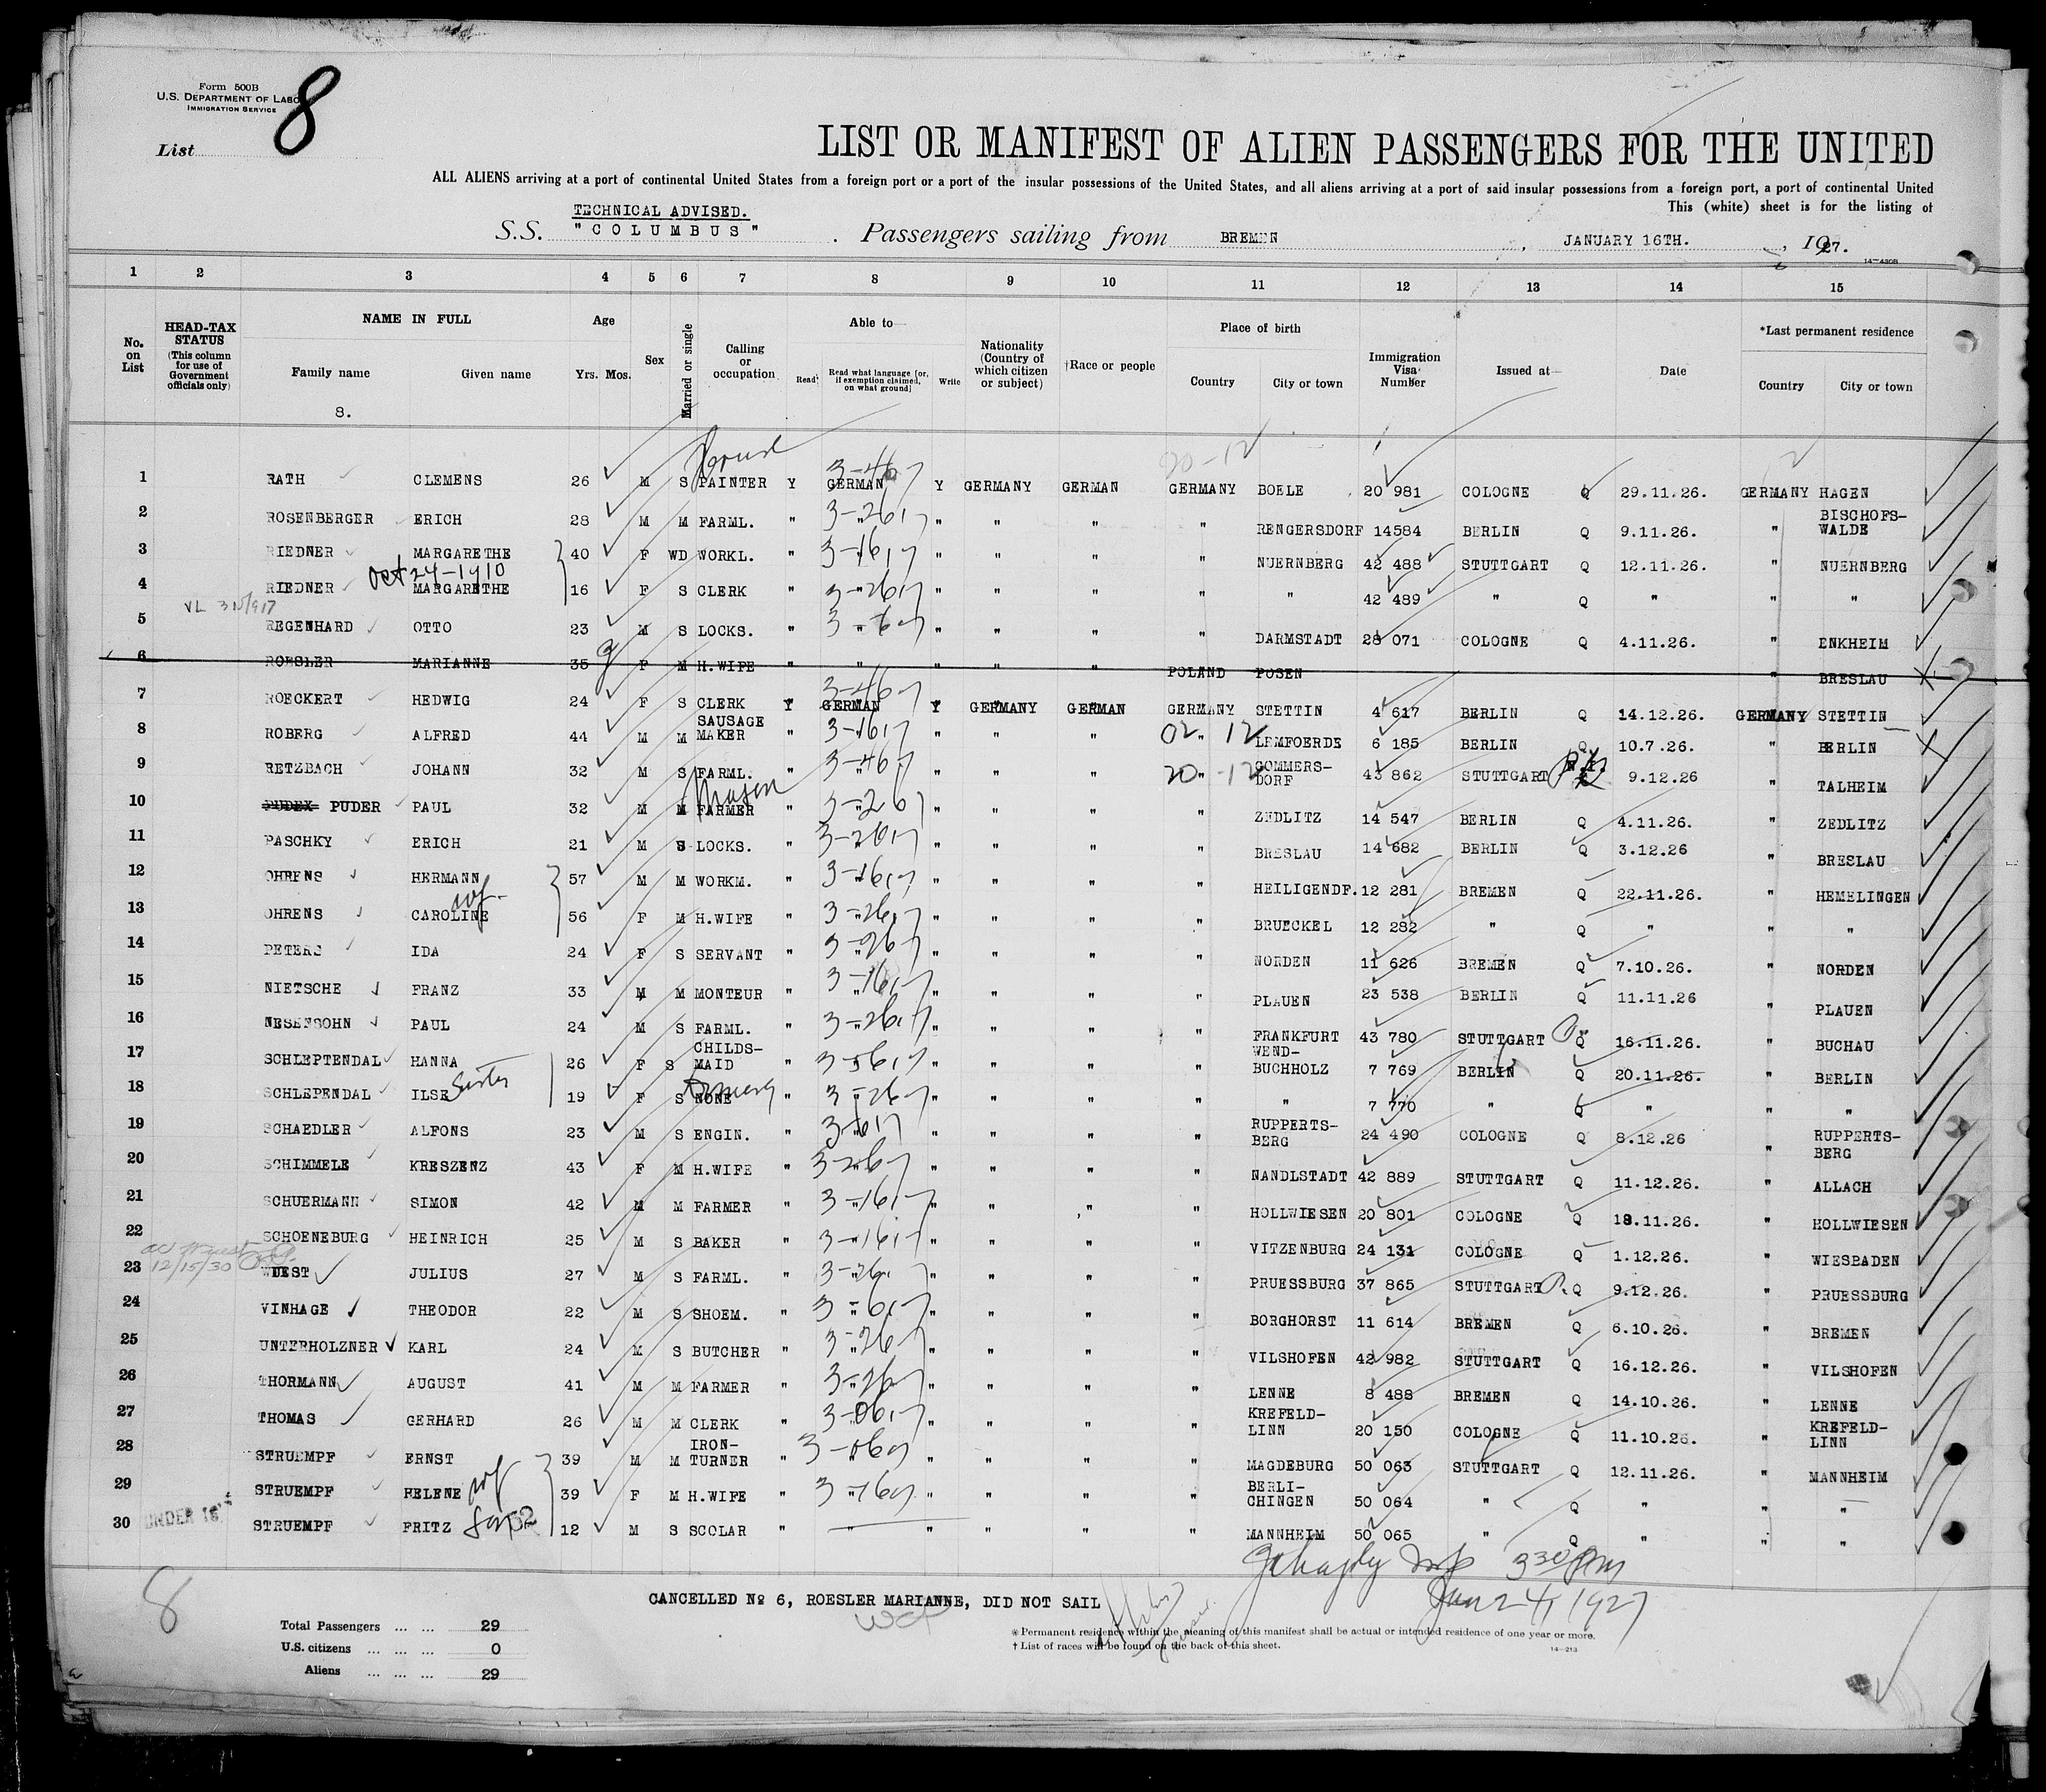 Form 500B
U.S. DEPARTMENT OF LABO
IMMIGRATION SERVICE
8
List
LIST OR MANIFEST OF ALIEN PASSENGERS FOR THE UNITED
ALL ALIENS arriving at a port of continental United States from a foreign port or a port of the insular possessions of the United States, and all aliens arriving at a port of said insular possessions from a foreign port, a port of continental United
This (white) sheet is for the listing of
TECHNICAL ADVISED.
S.S. "COLUMBUS" . Passengers sailing from BREMEN , JANUARY 16TH. , 1927.
14-430B
1 2 3 4 5 6 7 8 9 10 11 12 13 14 15
No. on List
HEAD-TAX STATUS (This column for use of Government officials only)
NAME IN FULL
Family name Given name
8.
Age
Yrs. Mos.
Sex
Married or single
Calling or occupation
Able to—
Read Read what language [or, if exemption claimed, on what ground] Write
Nationality (Country of which citizen or subject)
†Race or people
Place of birth
Country City or town
Immigration Visa Number
Issued at—
Date
*Last permanent residence
Country City or town
20-12
1 RATH CLEMENS 26 M S PAINTER Y GERMAN Y GERMANY GERMAN GERMANY BOELE 20 981 COLOGNE Q 29.11.26. GERMANY HAGEN
2 ROSENBERGER ERICH 28 M M FARML. " " " " " " RENGERSDORF 14584 BERLIN Q 9.11.26. " BISCHOFS-WALDE
3 RIEDNER MARGARETHE 40 F WD WORKL. " " " " " " NUERNBERG 42 488 STUTTGART Q 12.11.26. " NUERNBERG
Oct 24-1910
4 RIEDNER MARGARETHE 16 F S CLERK " " " " " " " 42 489 " Q " " "
5 REGENHARD OTTO 23 M S LOCKS. " " " " " " DARMSTADT 28 071 COLOGNE Q 4.11.26. " ENKHEIM
6 ROESLER MARIANNE 35 F M H.WIFE " " " " " POLAND POSEN " BRESLAU
7 ROECKERT HEDWIG 24 F S CLERK Y GERMAN Y GERMANY GERMAN GERMANY STETTIN 4 617 BERLIN Q 14.12.26. GERMANY STETTIN
8 ROBERG ALFRED 44 M M SAUSAGE MAKER " " " " " " 02-12 LEMFOERDE 6 185 BERLIN Q 10.7.26. " BERLIN
9 RETZBACH JOHANN 32 M S FARML. " " " " " " 20-12 GOMMERS-DORF 43 862 STUTTGART 9.12.26 " TALHEIM
Mason
10 PUDEX PUDER PAUL 32 M M FARMER " " " " " " ZEDLITZ 14 547 BERLIN Q 4.11.26. " ZEDLITZ
11 PASCHKY ERICH 21 M S LOCKS. " " " " " " BRESLAU 14 682 BERLIN Q 3.12.26 " BRESLAU
12 OHRENS HERMANN 57 M M WORKM. " " " " " " HEILIGENDF. 12 281 BREMEN Q 22.11.26. " HEMELINGEN
wf
13 OHRENS CAROLINE 56 F M H.WIFE " " " " " " BRUECKEL 12 282 " Q " " "
14 PETERS IDA 24 F S SERVANT " " " " " " NORDEN 11 626 BREMEN Q 7.10.26. " NORDEN
15 NIETSCHE FRANZ 33 M M MONTEUR " " " " " " PLAUEN 23 538 BERLIN Q 11.11.26 " PLAUEN
16 NESENSOHN PAUL 24 M S FARML. " " " " " " FRANKFURT 43 780 STUTTGART Q 16.11.26. " BUCHAU
17 SCHLEPTENDAL HANNA 26 F S CHILDS-MAID " " " " " " WEND-BUCHHOLZ 7 769 BERLIN Q 20.11.26. " BERLIN
18 SCHLEPENDAL ILSE Sister 19 F S NONE " " " " " " " 7 770 " Q " " "
19 SCHAEDLER ALFONS 23 M S ENGIN. " " " " " " RUPPERTS-BERG 24 490 COLOGNE Q 8.12.26 " RUPPERTS-BERG
20 SCHIMMELE KRESZENZ 43 F M H.WIFE " " " " " " NANDLSTADT 42 889 STUTTGART Q 11.12.26. " ALLACH
21 SCHUERMANN SIMON 42 M M FARMER " " " " " " HOLLWIESEN 20 801 COLOGNE Q 18.11.26. " HOLLWIESEN
22 SCHOENEBURG HEINRICH 25 M S BAKER " " " " " " VITZENBURG 24 131 COLOGNE Q 1.12.26. " WIESBADEN
12/15/30
23 WUEST JULIUS 27 M S FARML. " " " " " " PRUESSBURG 37 865 STUTTGART Q 9.12.26. " PRUESSBURG
24 VINHAGE THEODOR 22 M S SHOEM. " " " " " " BORGHORST 11 614 BREMEN Q 6.10.26. " BREMEN
25 UNTERHOLZNER KARL 24 M S BUTCHER " " " " " " VILSHOFEN 42 982 STUTTGART Q 16.12.26. " VILSHOFEN
26 THORMANN AUGUST 41 M M FARMER " " " " " " LENNE 8 488 BREMEN Q 14.10.26. " LENNE
27 THOMAS GERHARD 26 M M CLERK " " " " " " KREFELD-LINN 20 150 COLOGNE Q 11.10.26. " KREFELD-LINN
28 STRUEMPF ERNST 39 M M IRON-TURNER " " " " " " MAGDEBURG 50 063 STUTTGART Q 12.11.26. " MANNHEIM
29 STRUEMPF HELENE wf 39 F M H.WIFE " " " " " " BERLI-CHINGEN 50 064 " Q " " "
30 UNDER 16 STRUEMPF FRITZ son 12 M S SCOLAR " " " " " " MANNHEIM 50 065 " Q " " "
330 Pm
Jan 24, 1927
8
CANCELLED Nº 6, ROESLER MARIANNE, DID NOT SAIL
Total Passengers ... ... 29
U.S. citizens ... ... ... 0
Aliens ... ... ... 29
* Permanent residence within the meaning of this manifest shall be actual or intended residence of one year or more.
† List of races will be found on the back of this sheet.
14-213